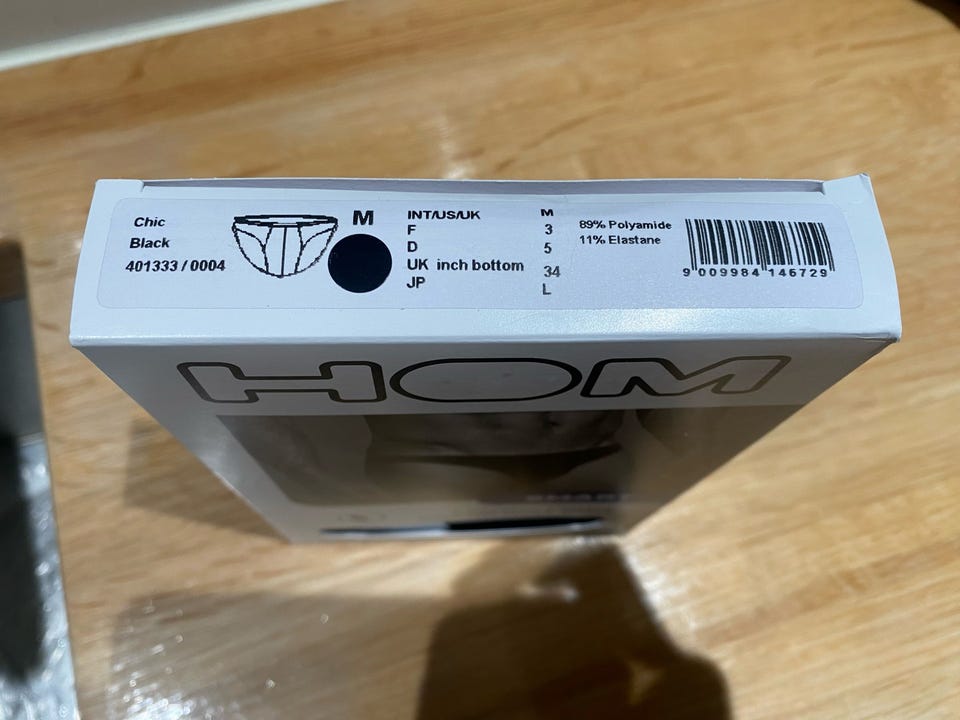 Chic
Black
401333 / 0004
M
INT/US/UK M
F 3
D 5
UK inch bottom 34
JP L
89% Polyamide
11% Elastane
9 009984 146729
HOM